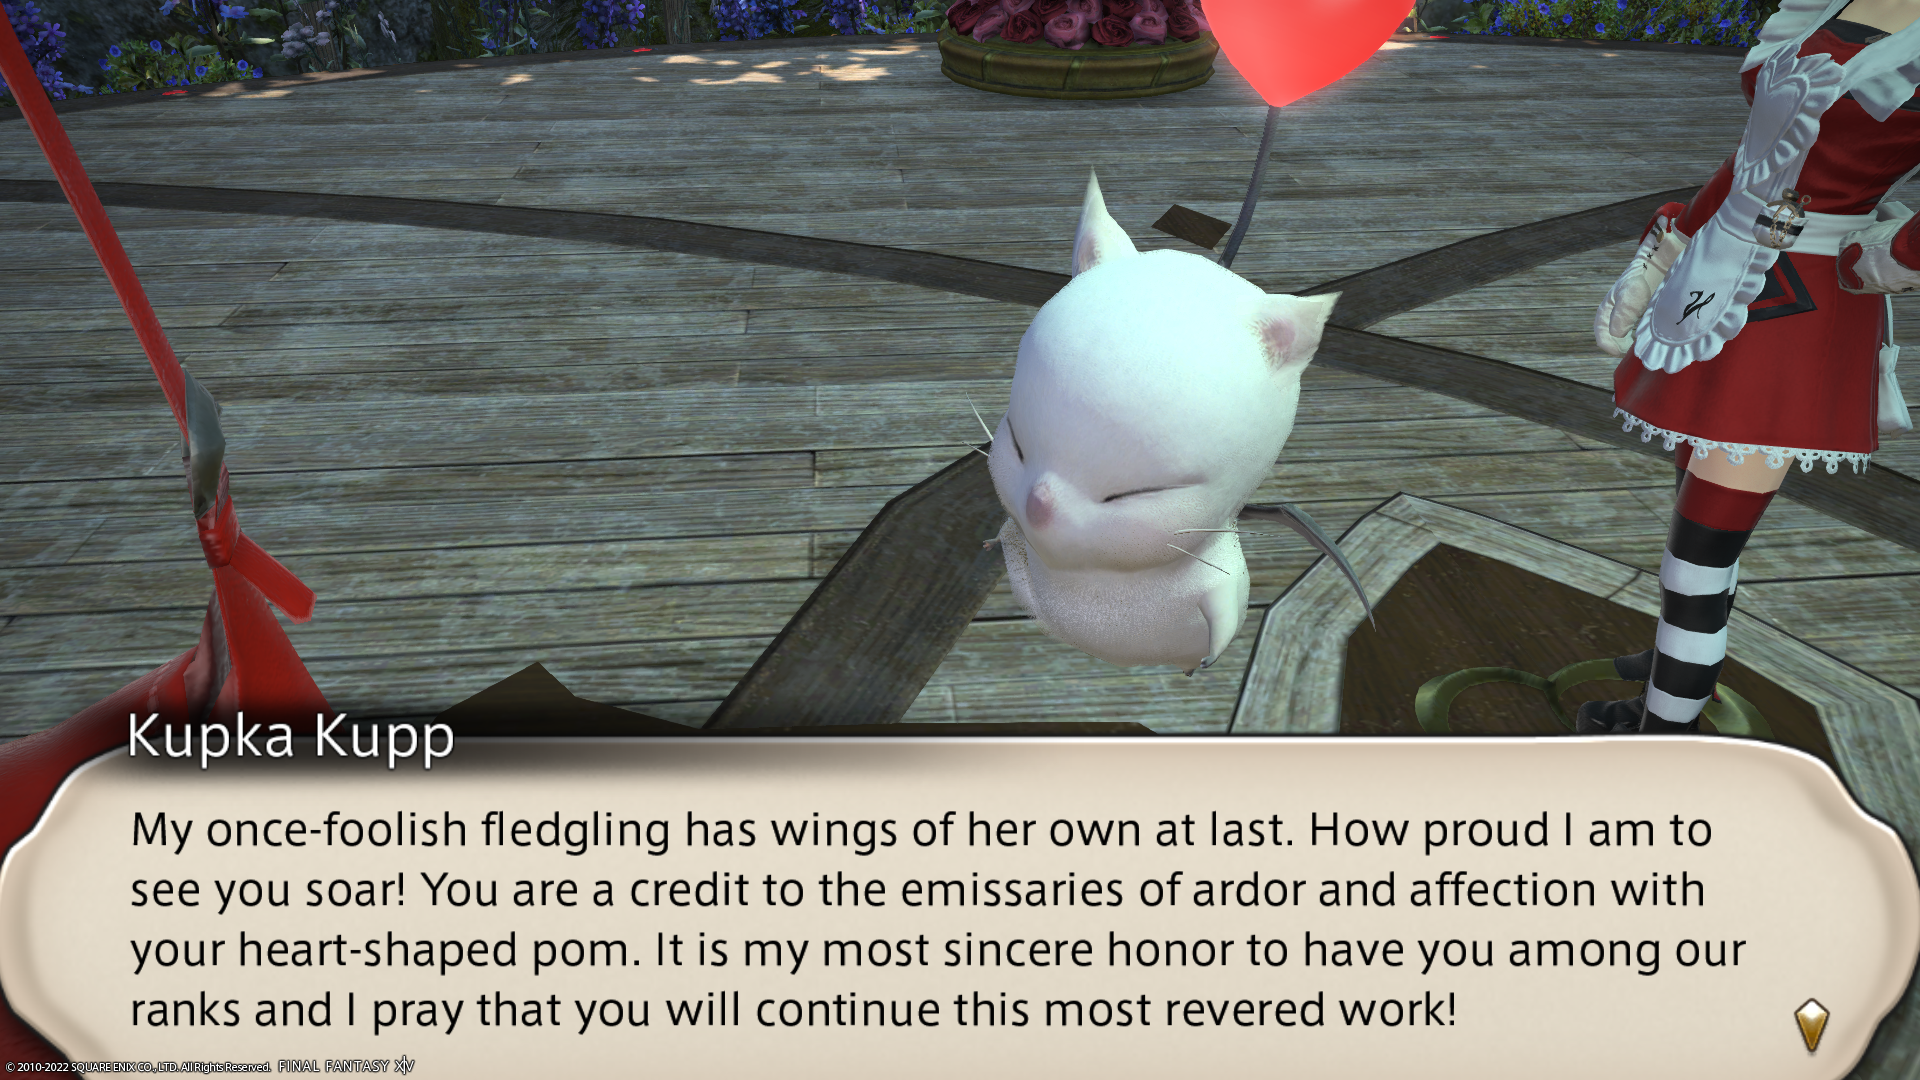 Kupka Kupp
My once-foolish fledgling has wings of her own at last. How proud I am to
see you soar! You are a credit to the emissaries of ardor and affection with
your heart-shaped pom. It is my most sincere honor to have you among our
ranks and I pray that you will continue this most revered work!
© 2010-2022 SQUARE ENIX CO., LTD. All Rights Reserved. FINAL FANTASY XIV